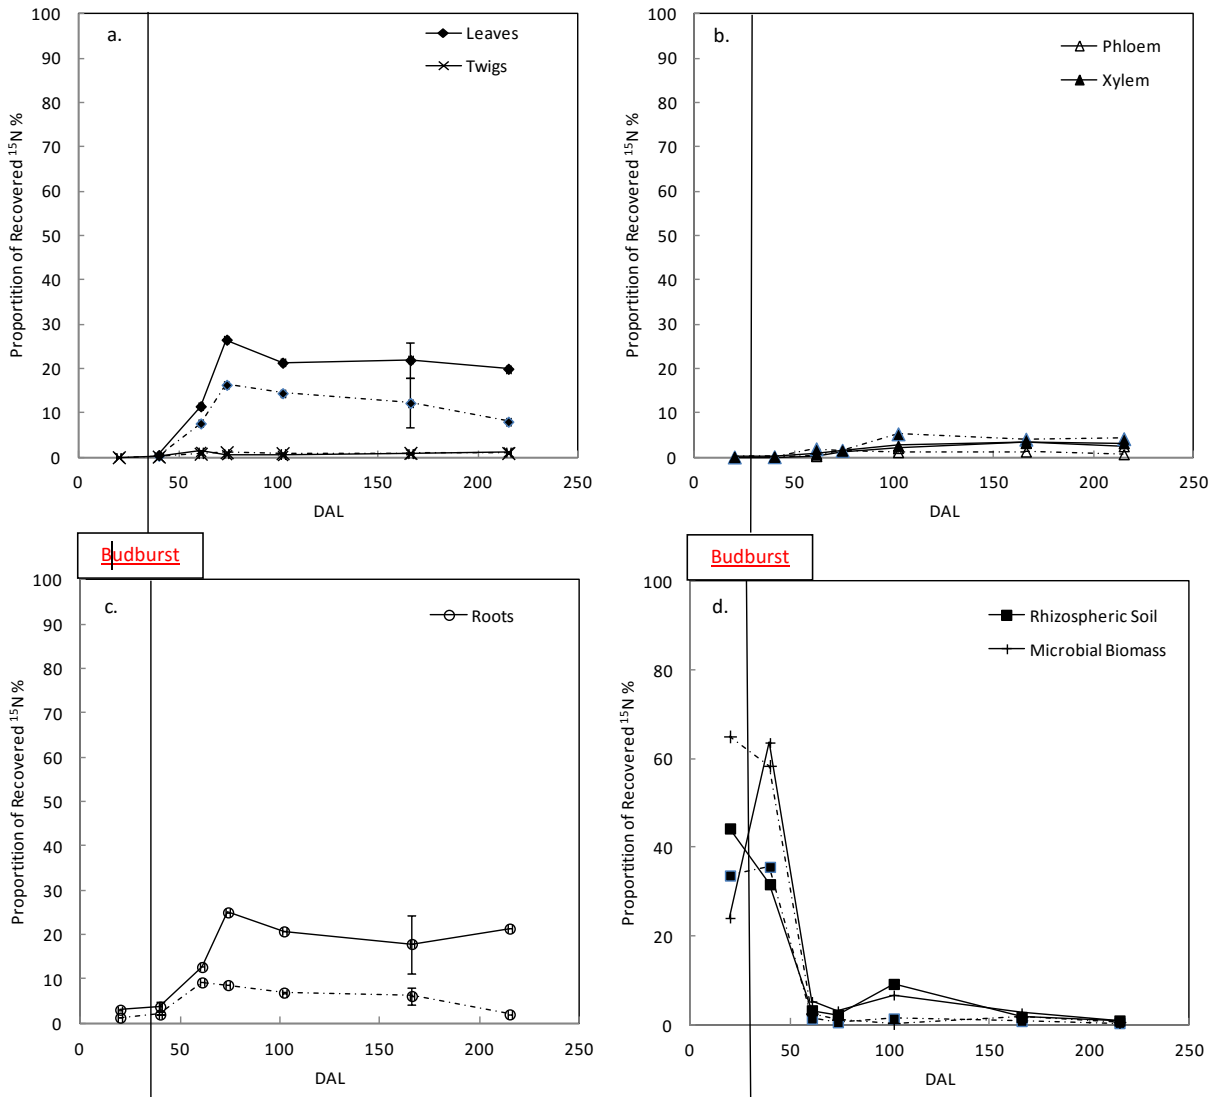 a.
Leaves
Twigs
100
90
80
70
60
50
40
30
20
10
0
Proportition of Recovered ¹⁵N %
0 50 100 150 200 250
DAL
b.
Phloem
Xylem
100
90
80
70
60
50
40
30
20
10
0
Proportition of Recovered ¹⁵N %
0 50 100 150 200 250
DAL
Budburst
Budburst
c.
Roots
100
90
80
70
60
50
40
30
20
10
0
Proportition of Recovered ¹⁵N %
0 50 100 150 200 250
DAL
d.
Rhizospheric Soil
Microbial Biomass
100
80
60
40
20
0
Proportition of Recovered ¹⁵N %
0 50 100 150 200 250
DAL